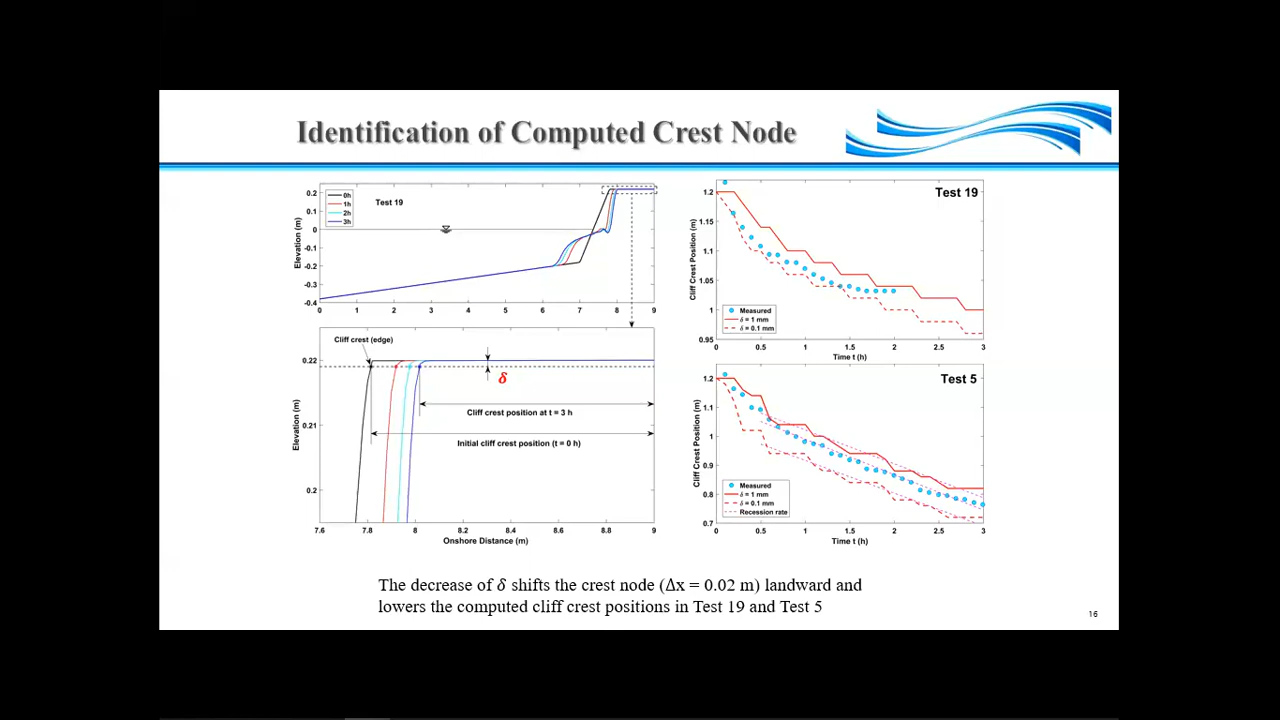 Identification of Computed Crest Node
0h
1h
2h
3h
Test 19
Elevation (m)
0.2
0.1
0
-0.1
-0.2
-0.3
-0.4
0 1 2 3 4 5 6 7 8 9
Cliff crest (edge)
δ
Cliff crest position at t = 3 h
Initial cliff crest position (t = 0 h)
Elevation (m)
0.22
0.21
0.2
7.6 7.8 8 8.2 8.4 8.6 8.8 9
Onshore Distance (m)
Test 19
Cliff Crest Position (m)
1.2
1.15
1.1
1.05
1
0.95
Measured
δ = 1 mm
δ = 0.1 mm
0 0.5 1 1.5 2 2.5 3
Time t (h)
Test 5
Cliff Crest Position (m)
1.2
1.1
1
0.9
0.8
0.7
Measured
δ = 1 mm
δ = 0.1 mm
Recession rate
0 0.5 1 1.5 2 2.5 3
Time t (h)
The decrease of δ shifts the crest node (Δx = 0.02 m) landward and
lowers the computed cliff crest positions in Test 19 and Test 5
16